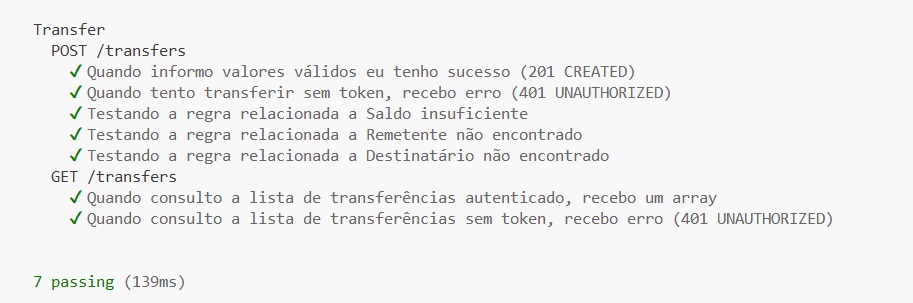 Transfer
POST /transfers
✓ Quando informo valores válidos eu tenho sucesso (201 CREATED)
✓ Quando tento transferir sem token, recebo erro (401 UNAUTHORIZED)
✓ Testando a regra relacionada a Saldo insuficiente
✓ Testando a regra relacionada a Remetente não encontrado
✓ Testando a regra relacionada a Destinatário não encontrado
GET /transfers
✓ Quando consulto a lista de transferências autenticado, recebo um array
✓ Quando consulto a lista de transferências sem token, recebo erro (401 UNAUTHORIZED)
7 passing (139ms)